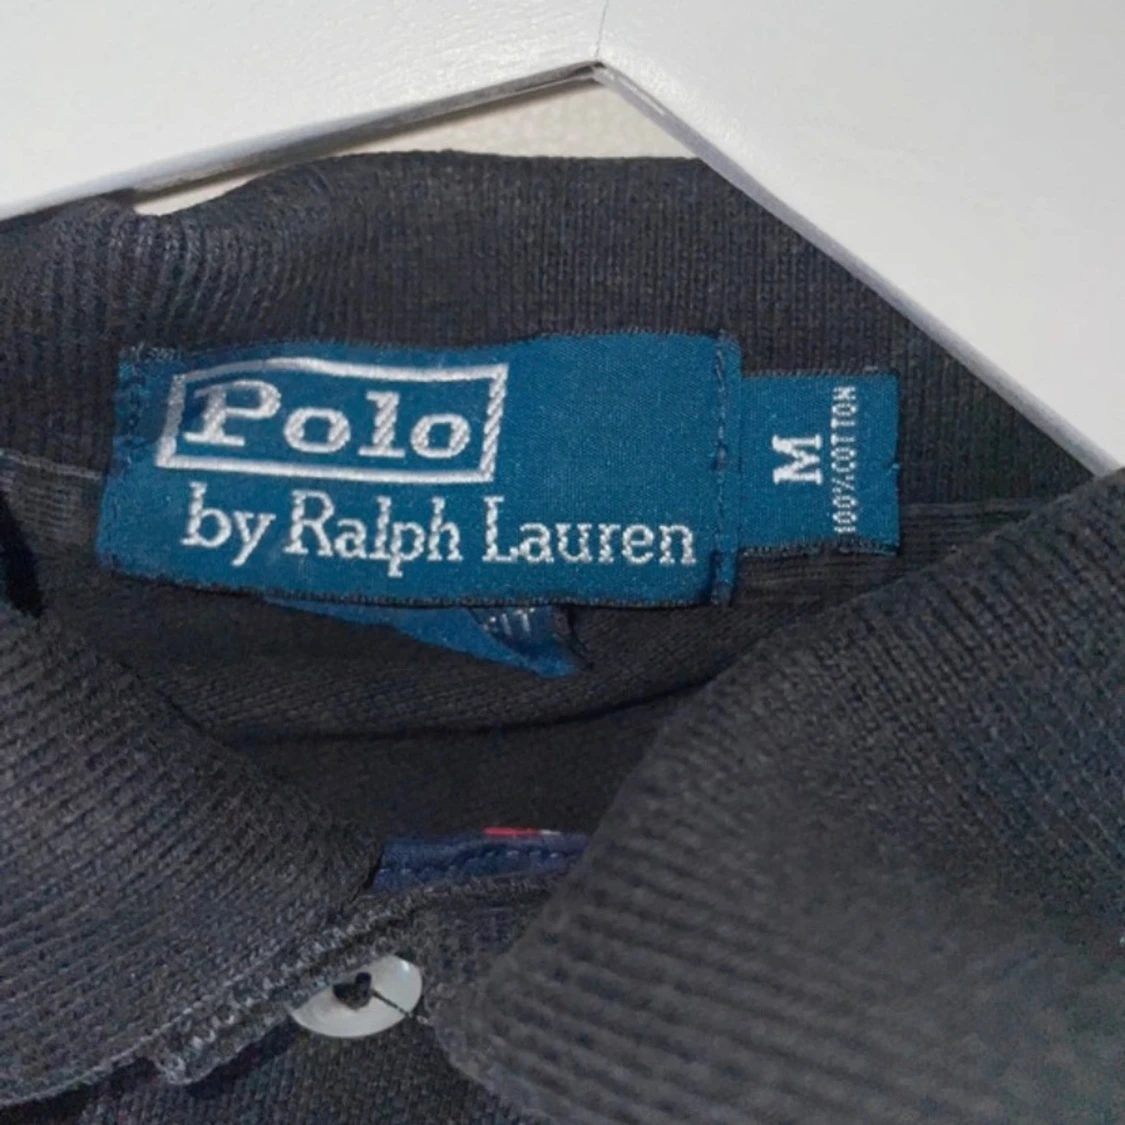 Polo
by Ralph Lauren
M
100% COTTON